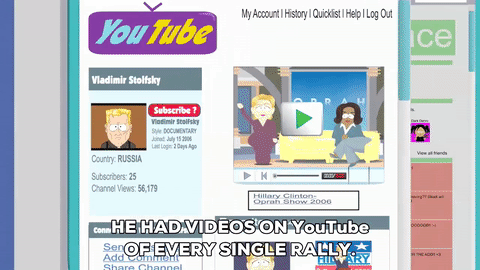 YouTube
My Account | History | Quicklist | Help | Log Out
Vladimir Stolfsky
Subscribe ?
Vladimir Stolfsky
Style: DOCUMENTARY
Joined: July 15 2006
Last Login: 2 Days Ago
Country: RUSSIA
Subscribers: 25
Channel Views: 56,179
OPRAH
Hillary Clinton-
Oprah Show 2006
View all friends
HE HAD VIDEOS ON YouTube
OF EVERY SINGLE RALLY.
Add Comment
Share Channel
HILLARY